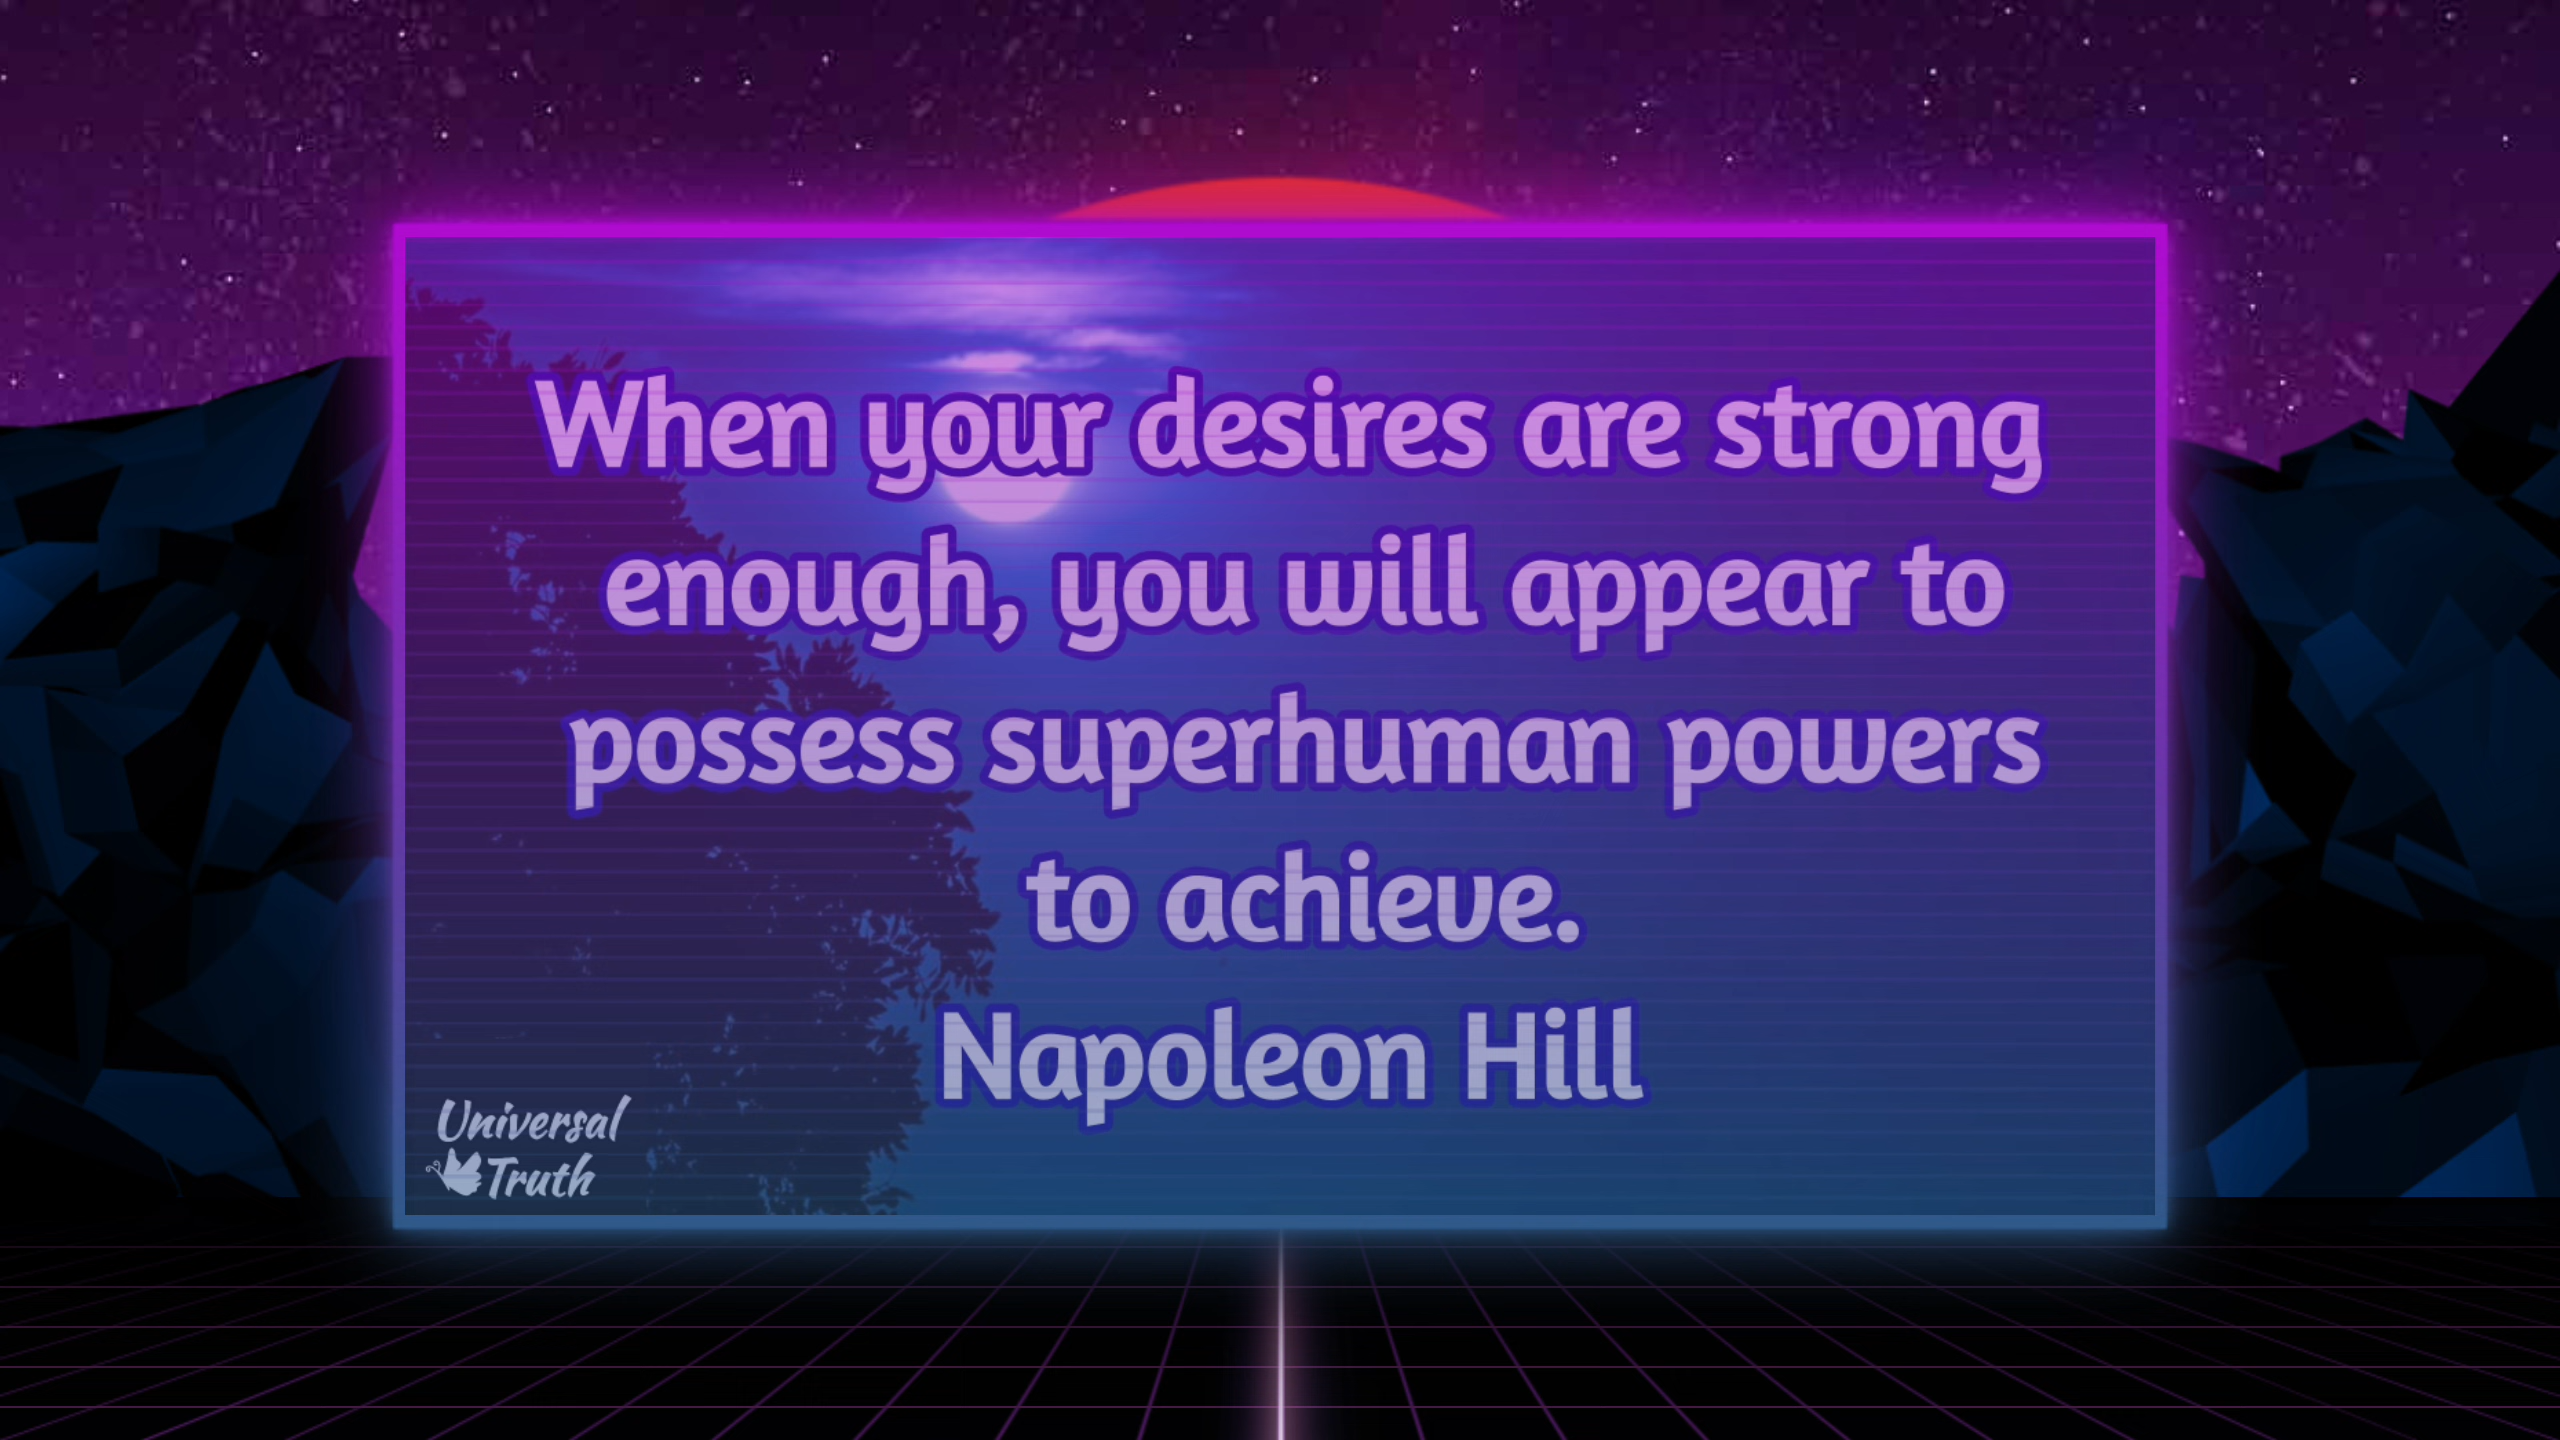 When your desires are strong
enough, you will appear to
possess superhuman powers
to achieve.
Napoleon Hill
Universal
Truth